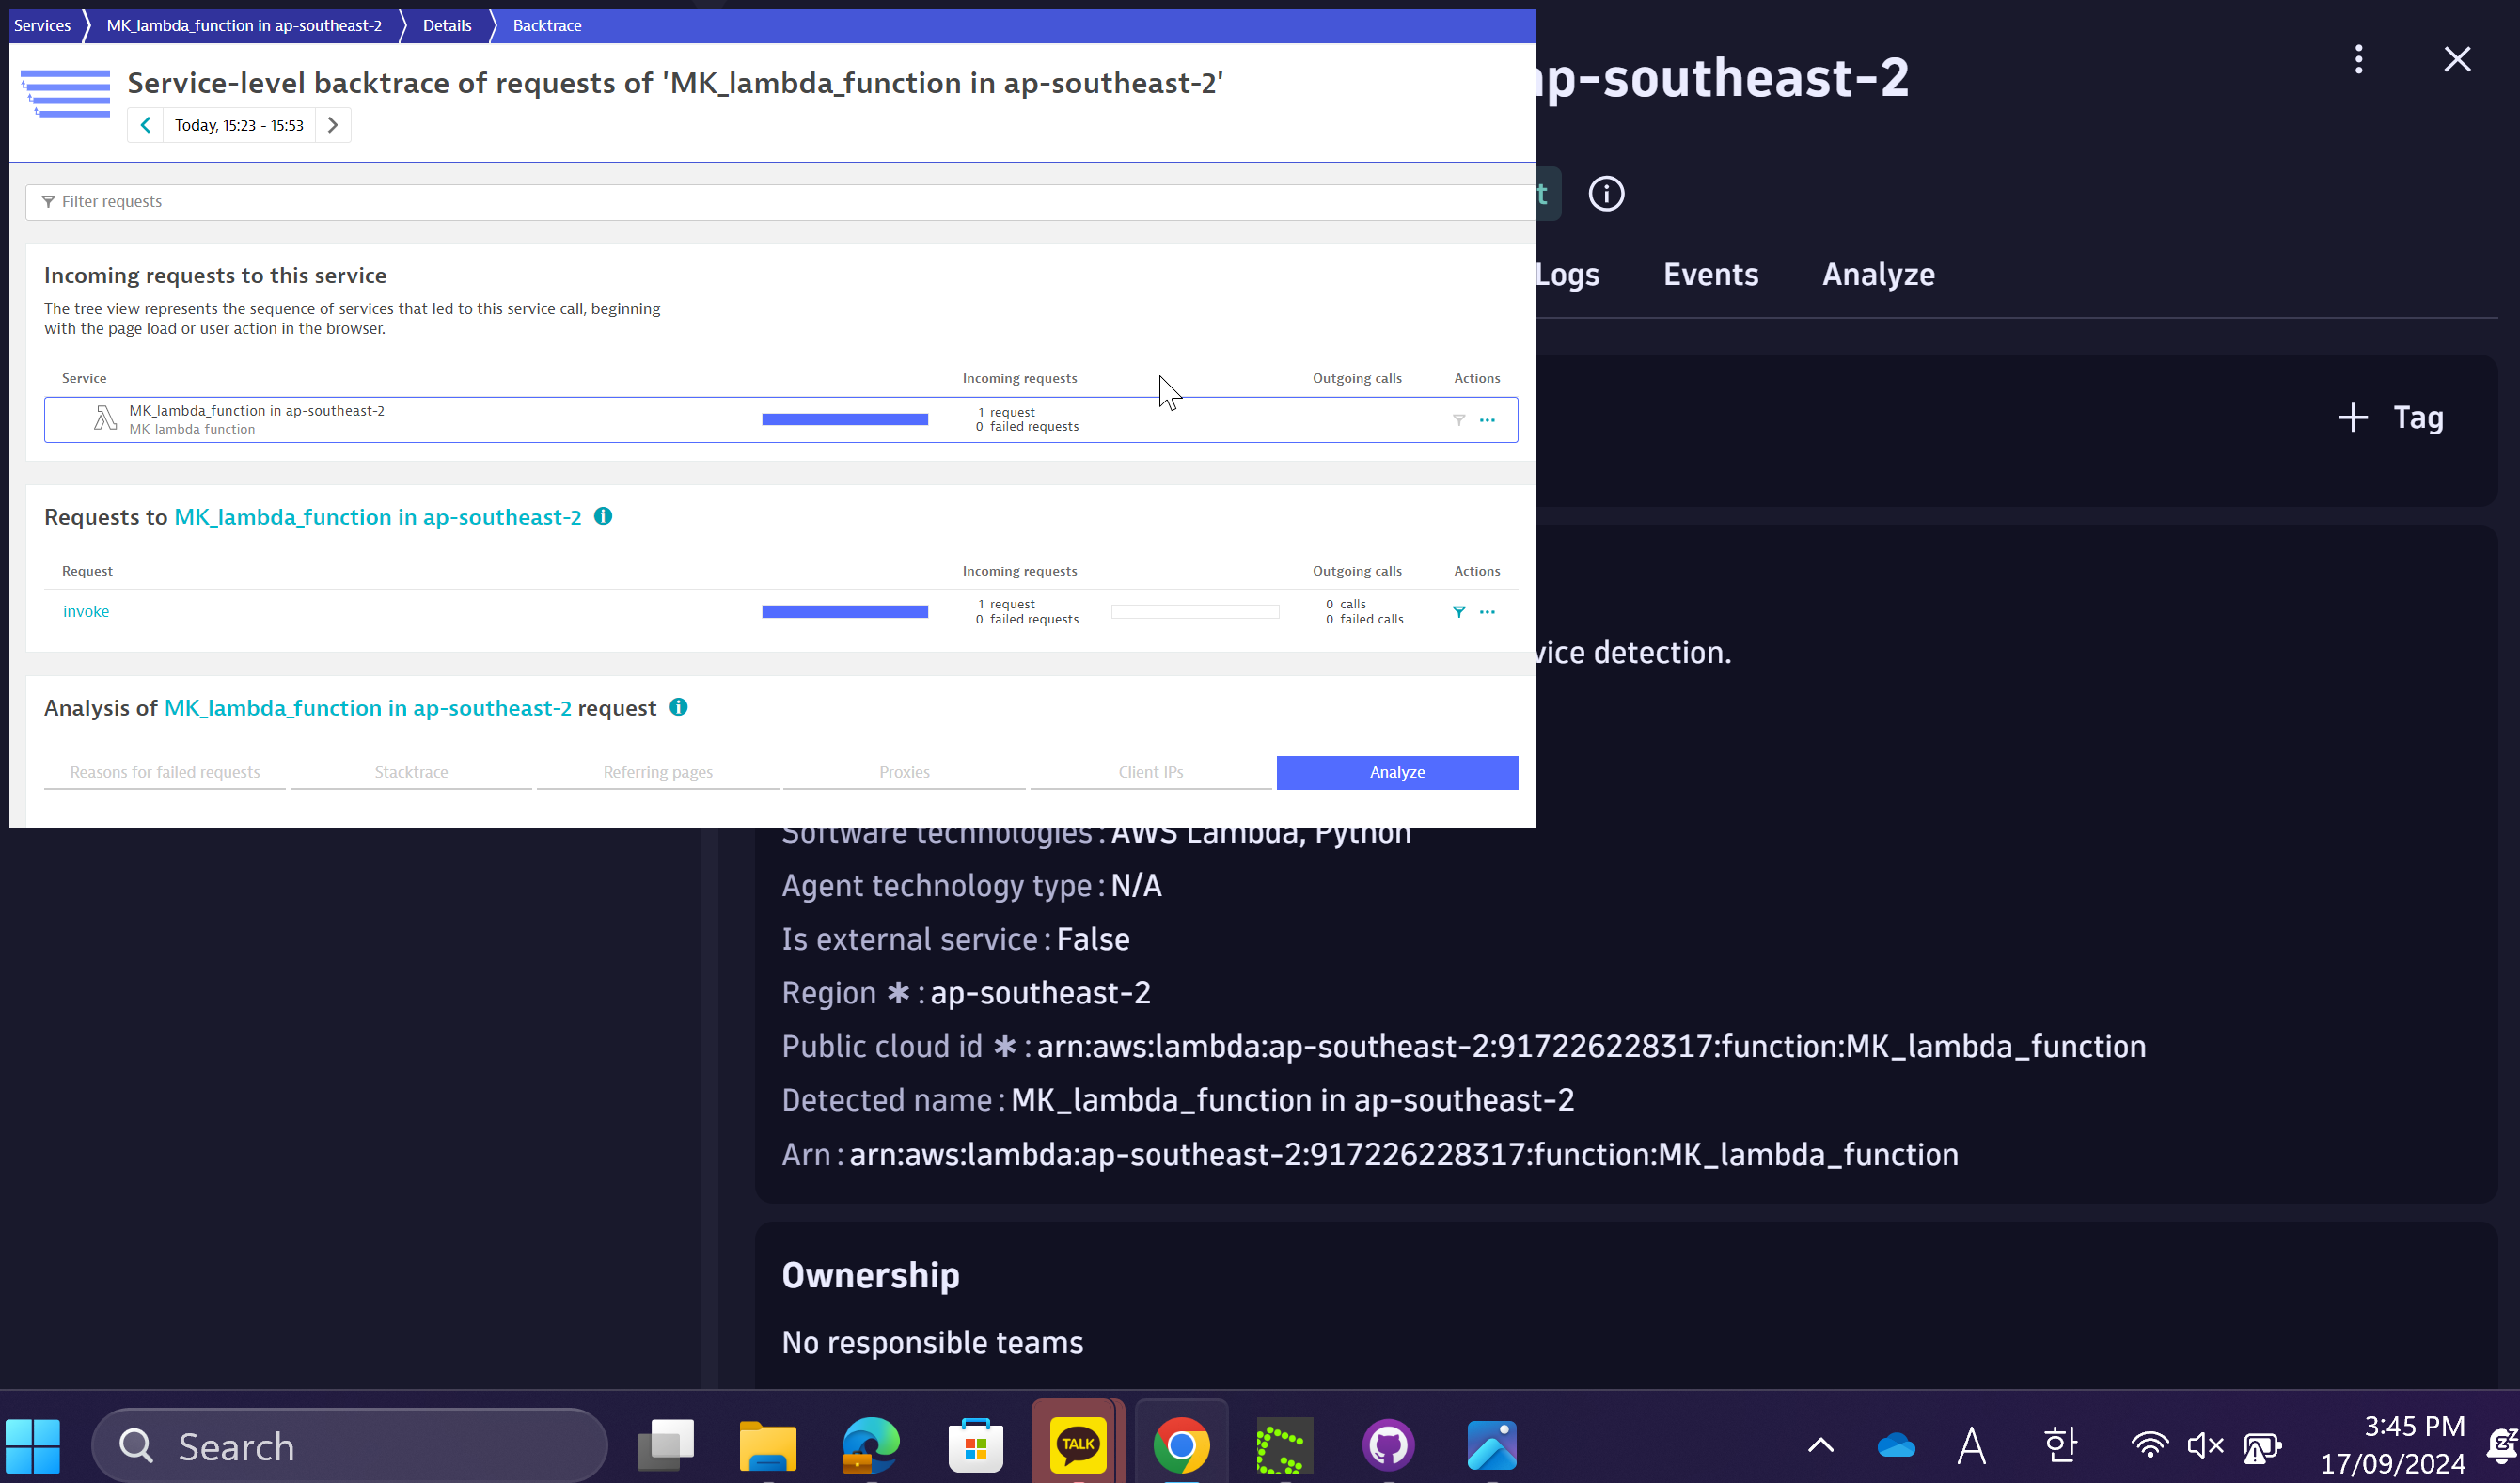 Services
MK_lambda_function in ap-southeast-2
Details
Backtrace
Service-level backtrace of requests of 'MK_lambda_function in ap-southeast-2'
Today, 15:23 - 15:53
Filter requests
Incoming requests to this service
The tree view represents the sequence of services that led to this service call, beginning
with the page load or user action in the browser.
Service Incoming requests Outgoing calls Actions
MK_lambda_function in ap-southeast-2
MK_lambda_function
1 request
0 failed requests
Requests to MK_lambda_function in ap-southeast-2
Request Incoming requests Outgoing calls Actions
invoke
1 request
0 failed requests
0 calls
0 failed calls
Analysis of MK_lambda_function in ap-southeast-2 request
Reasons for failed requests
Stacktrace
Referring pages
Proxies
Client IPs
Analyze
ap-southeast-2
t
Logs
Events
Analyze
Tag
vice detection.
Software technologies : AWS Lambda, Python
Agent technology type : N/A
Is external service : False
Region ∗ : ap-southeast-2
Public cloud id ∗ : arn:aws:lambda:ap-southeast-2:917226228317:function:MK_lambda_function
Detected name : MK_lambda_function in ap-southeast-2
Arn : arn:aws:lambda:ap-southeast-2:917226228317:function:MK_lambda_function
Ownership
No responsible teams
Search
TALK
A
한
3:45 PM
17/09/2024